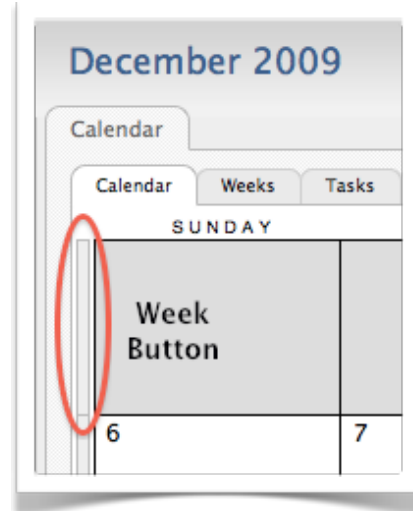 December 2009
Calendar
Calendar Weeks Tasks
SUNDAY
Week
Button
6 7